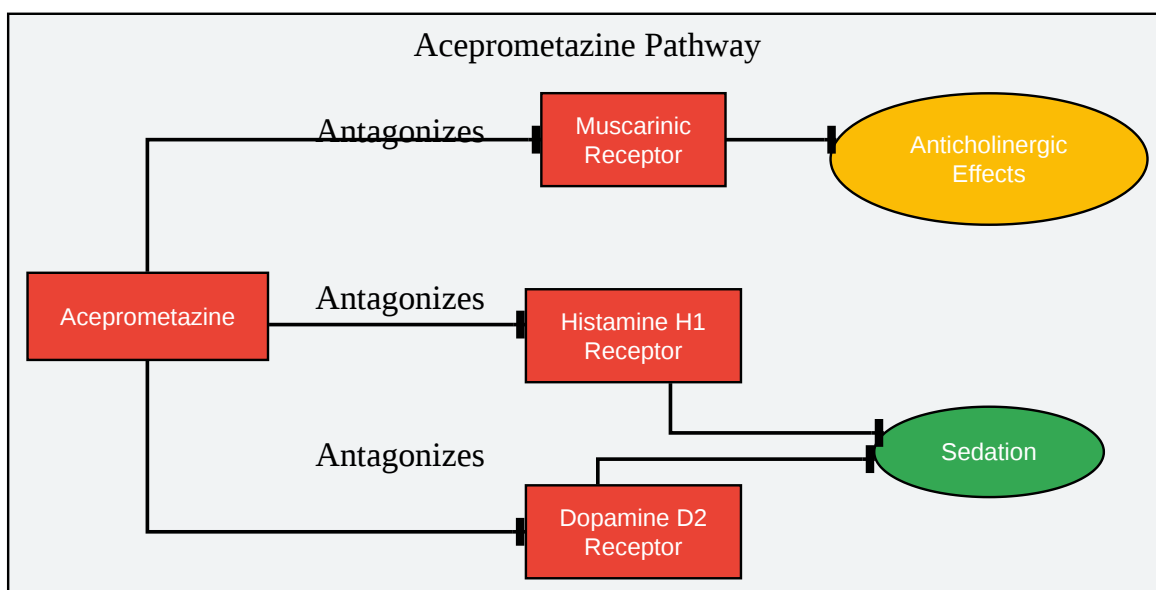 Aceprometazine Pathway
Antagonizes
Muscarinic
Receptor
Anticholinergic
Effects
Aceprometazine
Antagonizes
Histamine H1
Receptor
Antagonizes
Sedation
Dopamine D2
Receptor